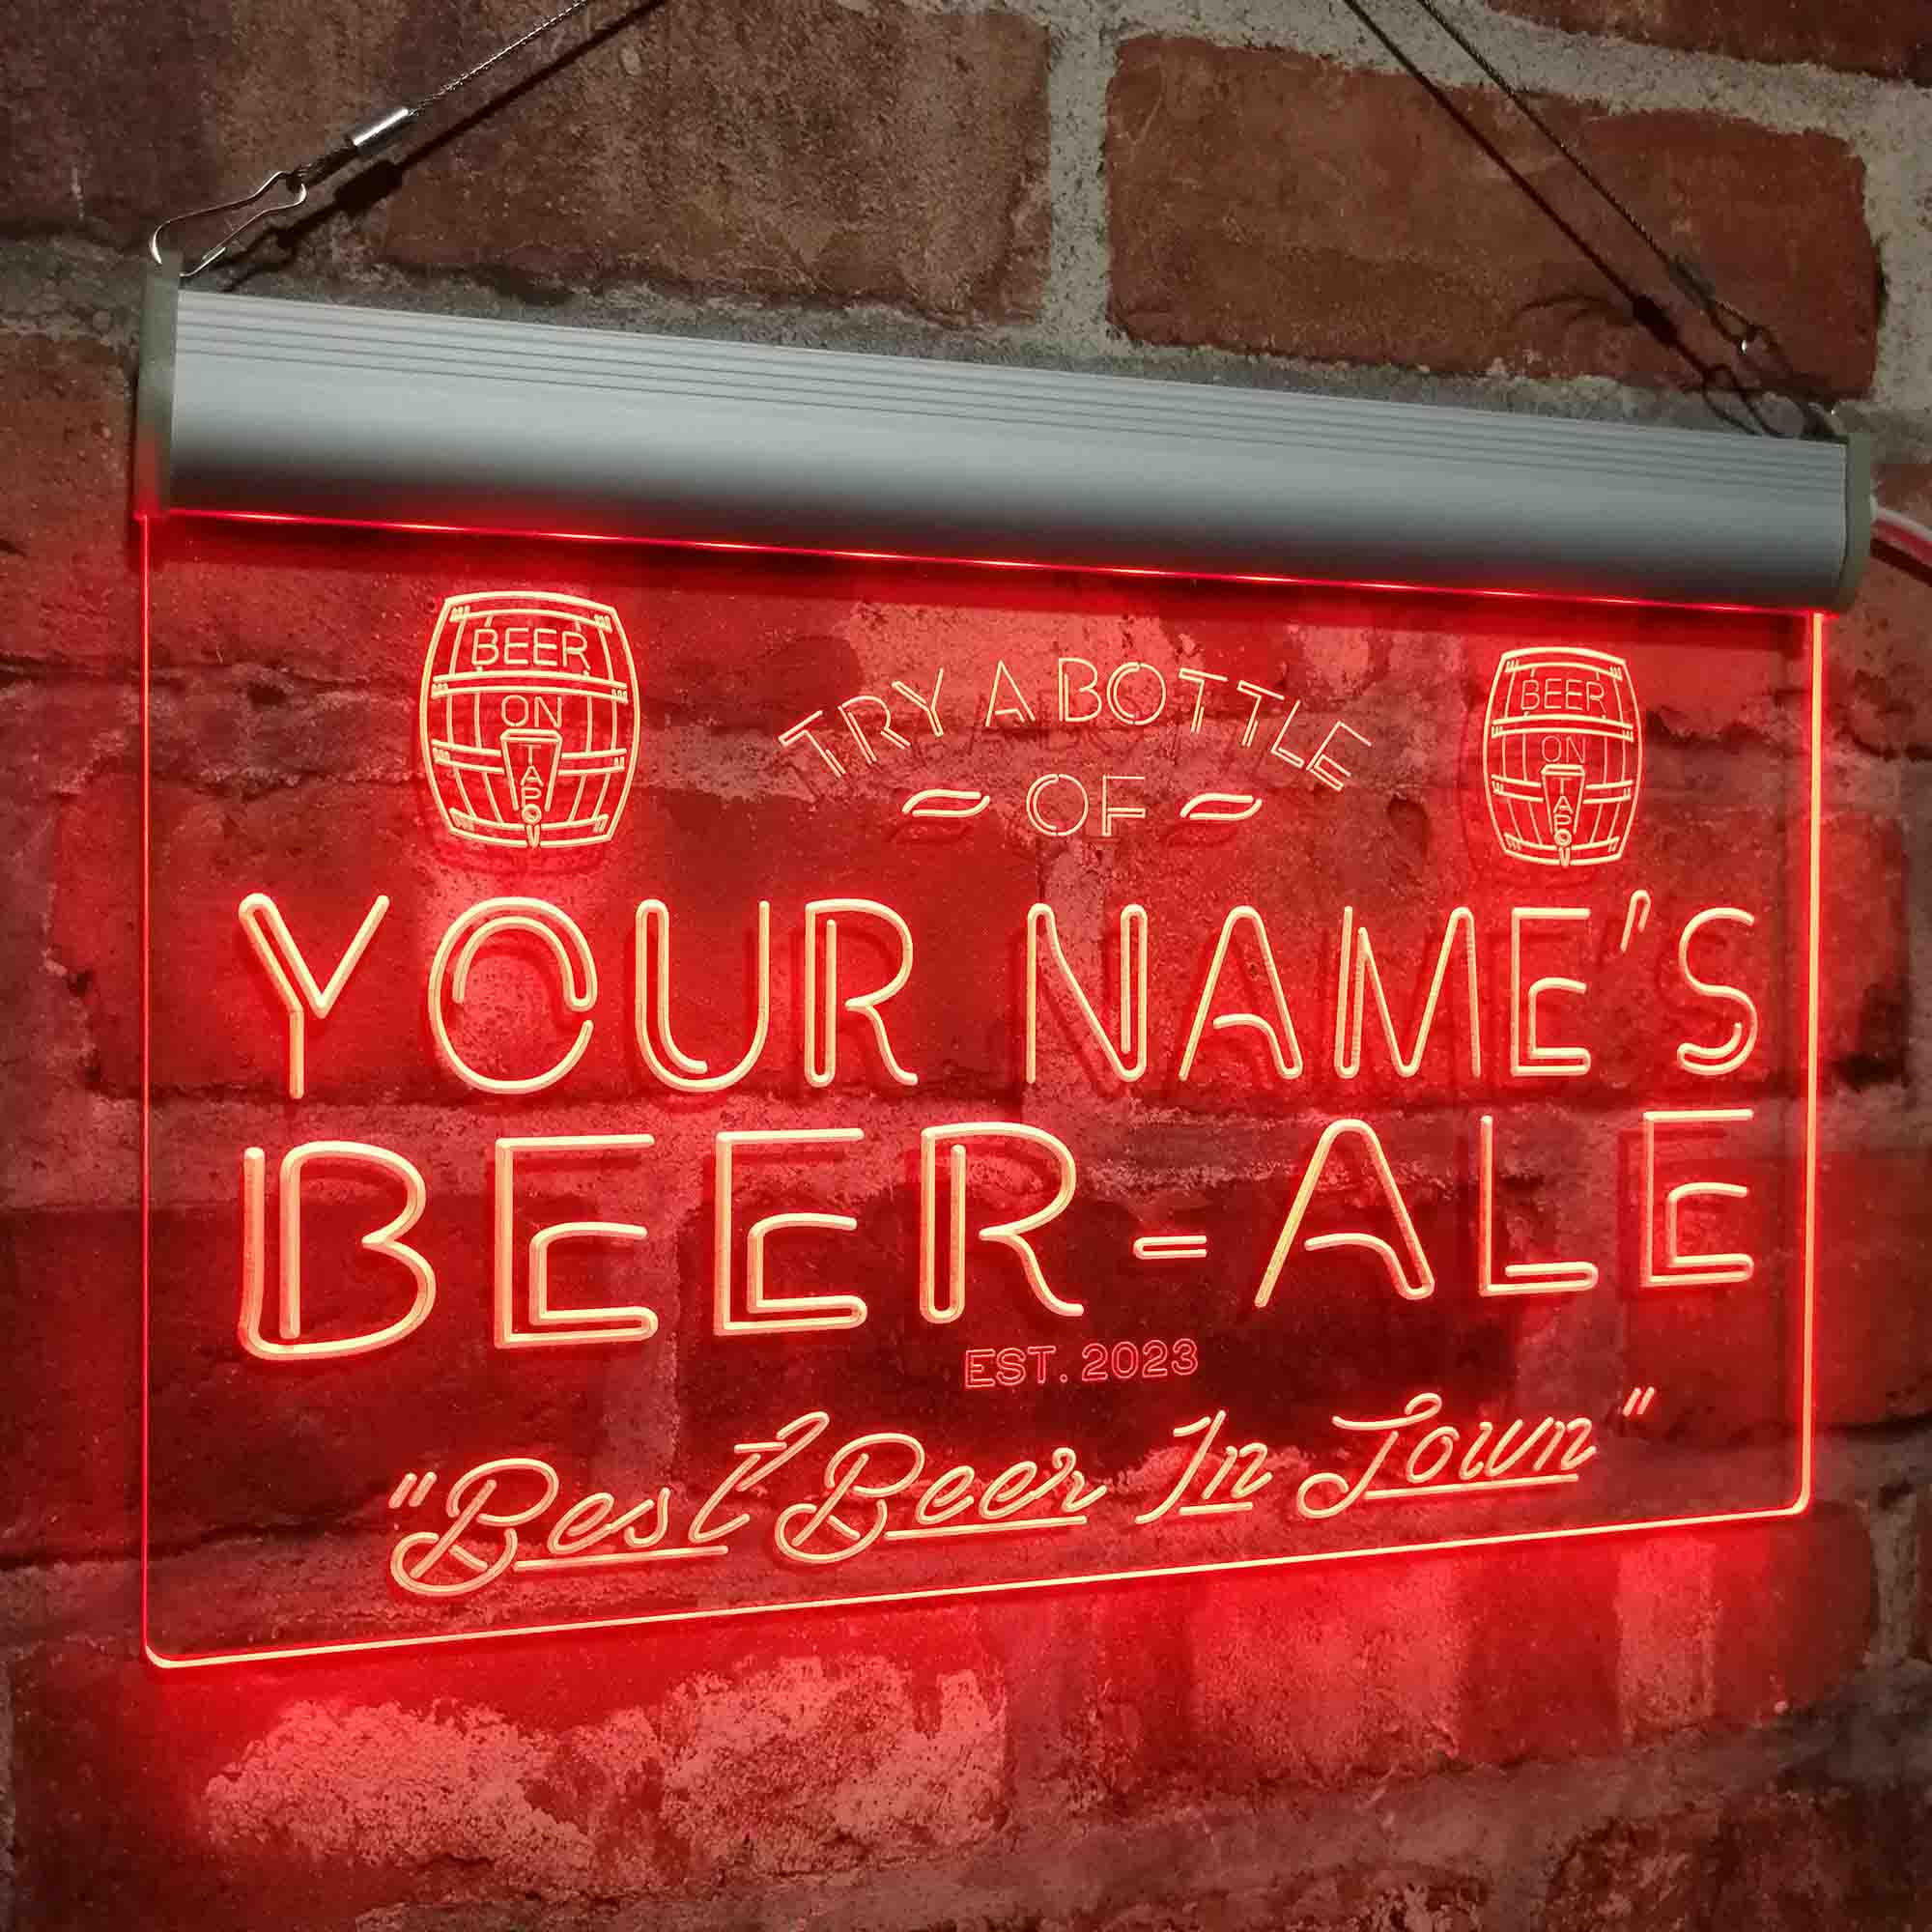 BEER
ON
TAP
TRY A BOTTLE
OF
BEER
ON
TAP
YOUR NAME'S
BEER-ALE
EST. 2023
"Best Beer In Town"